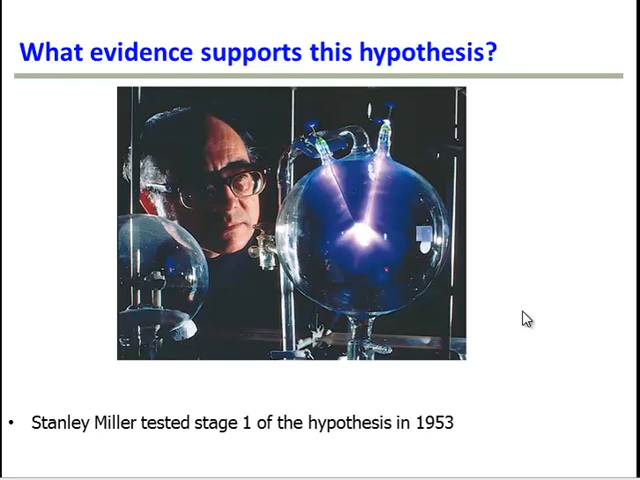 What evidence supports this hypothesis?
• Stanley Miller tested stage 1 of the hypothesis in 1953